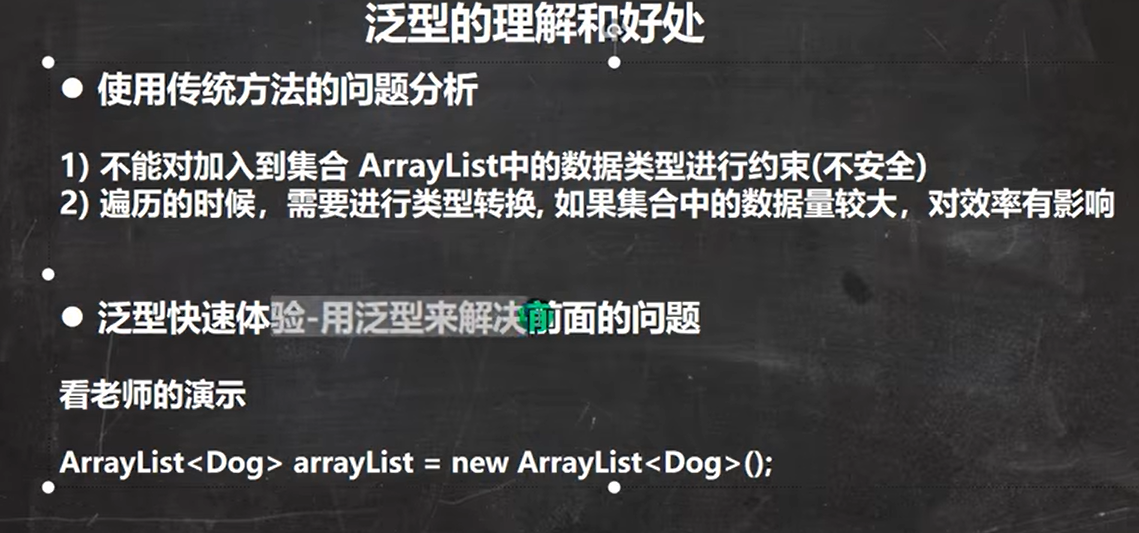 泛型的理解和好处
● 使用传统方法的问题分析
1) 不能对加入到集合 ArrayList中的数据类型进行约束(不安全)
2) 遍历的时候，需要进行类型转换, 如果集合中的数据量较大，对效率有影响
● 泛型快速体验-用泛型来解决前面的问题
看老师的演示
ArrayList<Dog> arrayList = new ArrayList<Dog>();